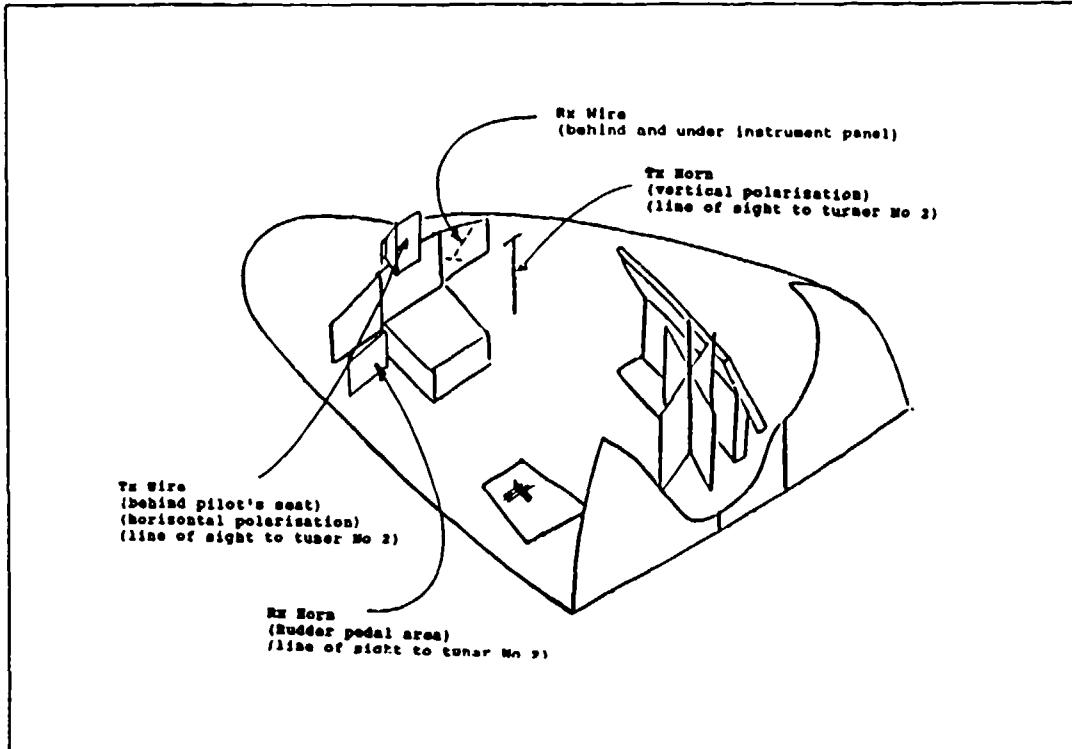 Rx Wire
(behind and under instrument panel)
Tx Horn
(vertical polarisation)
(line of sight to turner No 2)
Tx Wire
(behind pilot's seat)
(horizontal polarisation)
(line of sight to tuner No 2)
Rx Horn
(Rudder pedal area)
(line of sight to tuner No 2)